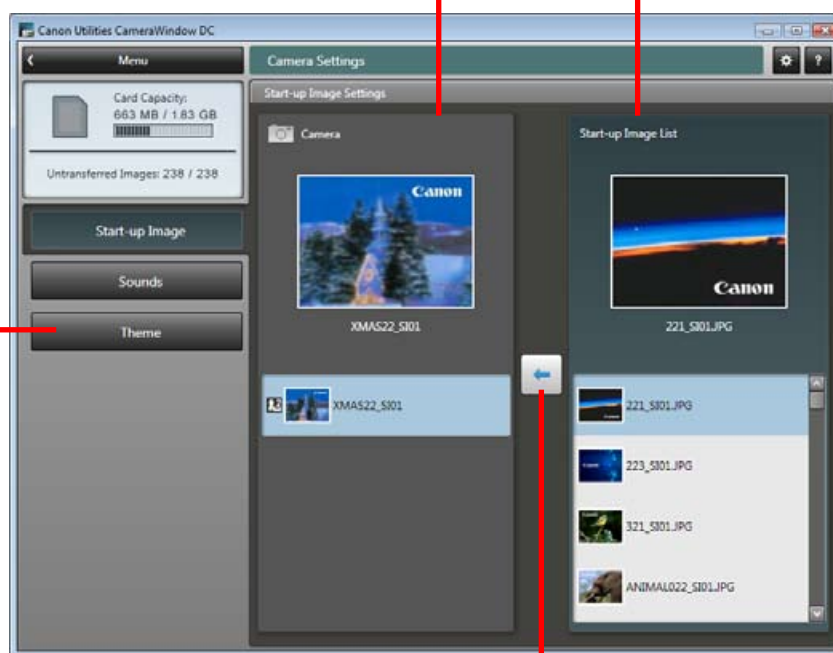 Canon Utilities CameraWindow DC
Menu
Camera Settings
?
Card Capacity:
663 MB / 1.83 GB
Untransferred Images: 238 / 238
Start-up Image
Sounds
Theme
Start-up Image Settings
Camera
Canon
XMAS22_SI01
XMAS22_SI01
Start-up Image List
Canon
221_SI01.JPG
221_SI01.JPG
223_SI01.JPG
321_SI01.JPG
ANIMAL022_SI01.JPG